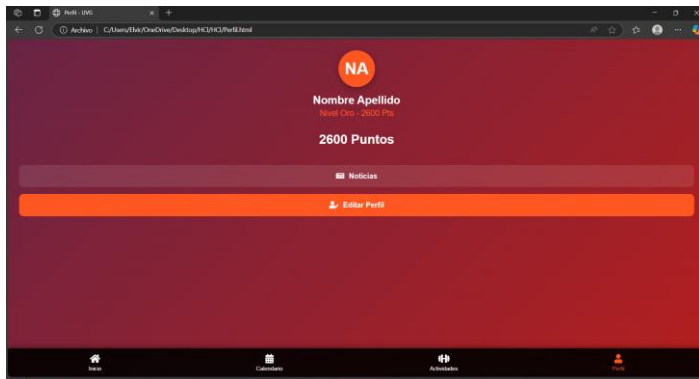 Perfil - UVG
Archivo | C:/Users/Elvir/OneDrive/Desktop/HCI/HCI/Perfil.html
NA
Nombre Apellido
Nivel Oro - 2600 Pts
2600 Puntos
Noticias
Editar Perfil
Inicio
Calendario
Actividades
Perfil